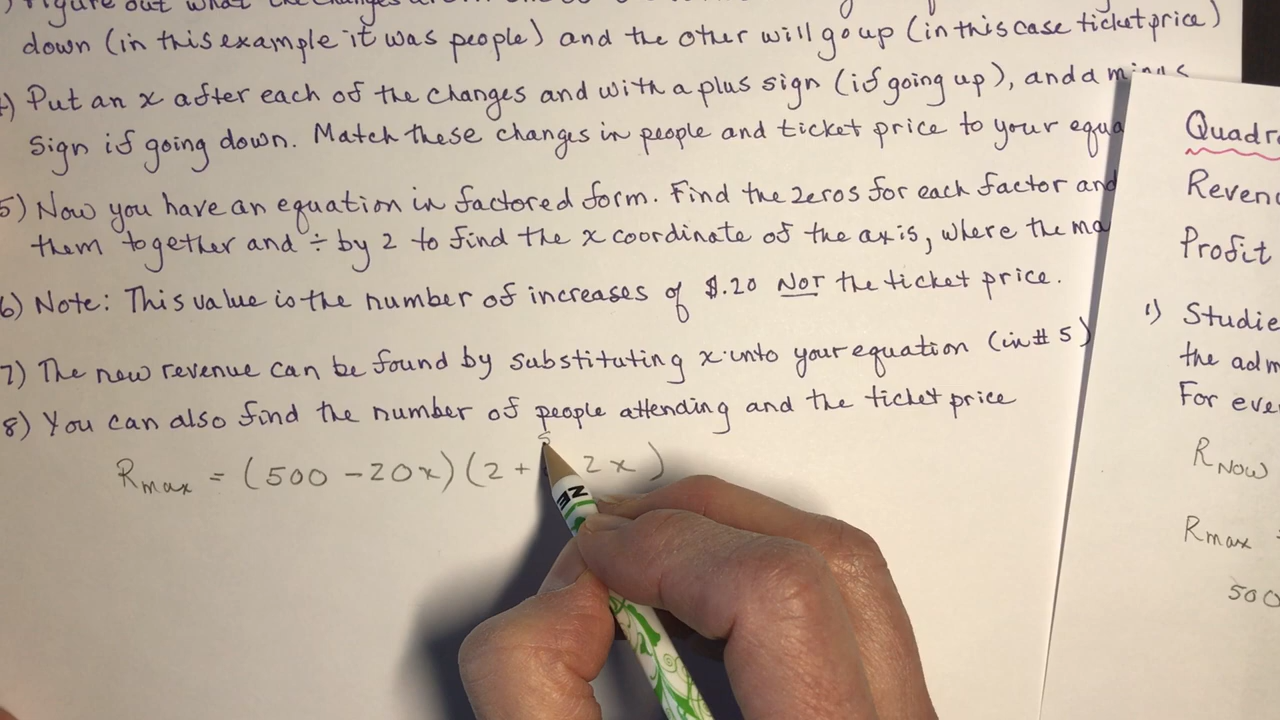 figure out what the changes
down (in this example it was people) and the other will go up (in this case ticket price)
Put an x after each of the changes and with a plus sign (if going up), and a minus
sign if going down. Match these changes in people and ticket price to your equa
5) Now you have an equation in factored form. Find the zeros for each factor and
them together and ÷ by 2 to find the x coordinate of the axis, where the ma
6) Note: This value is the number of increases of $.20 NOT the ticket price.
7) The new revenue can be found by substituting x into your equation (in # 5)
8) You can also find the number of people attending and the ticket price
Rmax = (500 - 20x)(2 + 2x)
NE
Quadr
Reven
Profit
1) Studie
the adm
For eve
RNOW
Rmax
500